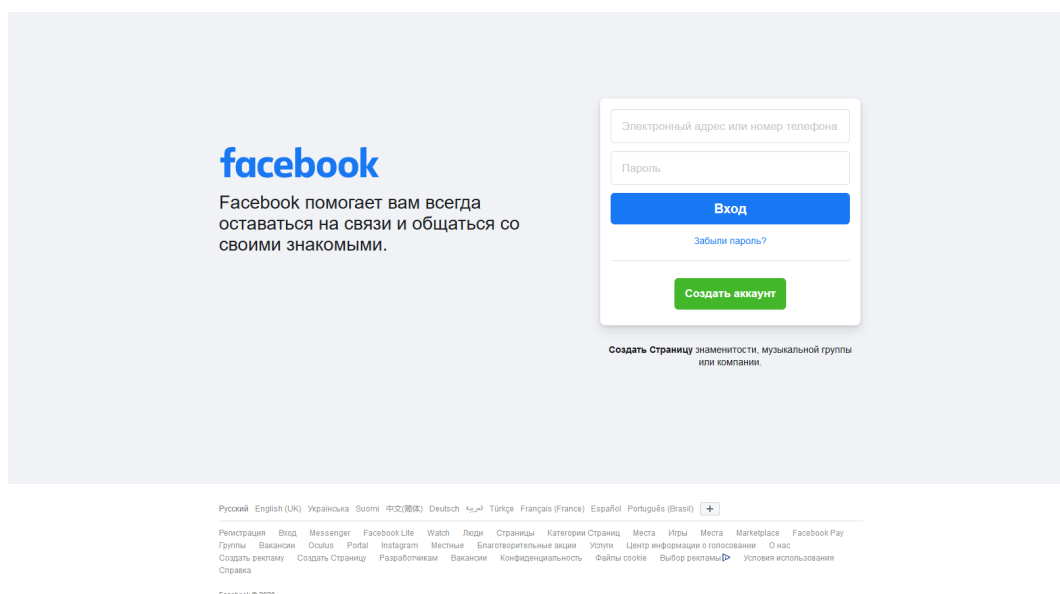 facebook
Facebook помогает вам всегда
оставаться на связи и общаться со
своими знакомыми.
Электронный адрес или номер телефона
Пароль
Вход
Забыли пароль?
Создать аккаунт
Создать Страницу знаменитости, музыкальной группы
или компании.
Русский English (UK) Українська Suomi 中文(简体) Deutsch العربية Türkçe Français (France) Español Português (Brasil) +
Регистрация Вход Messenger Facebook Lite Watch Люди Страницы Категории Страниц Места Игры Места Marketplace Facebook Pay
Группы Вакансии Oculus Portal Instagram Местные Благотворительные акции Услуги Центр информации о голосовании О нас
Создать рекламу Создать Страницу Разработчикам Вакансии Конфиденциальность Файлы cookie Выбор рекламы Условия использования
Справка
Facebook © 2020